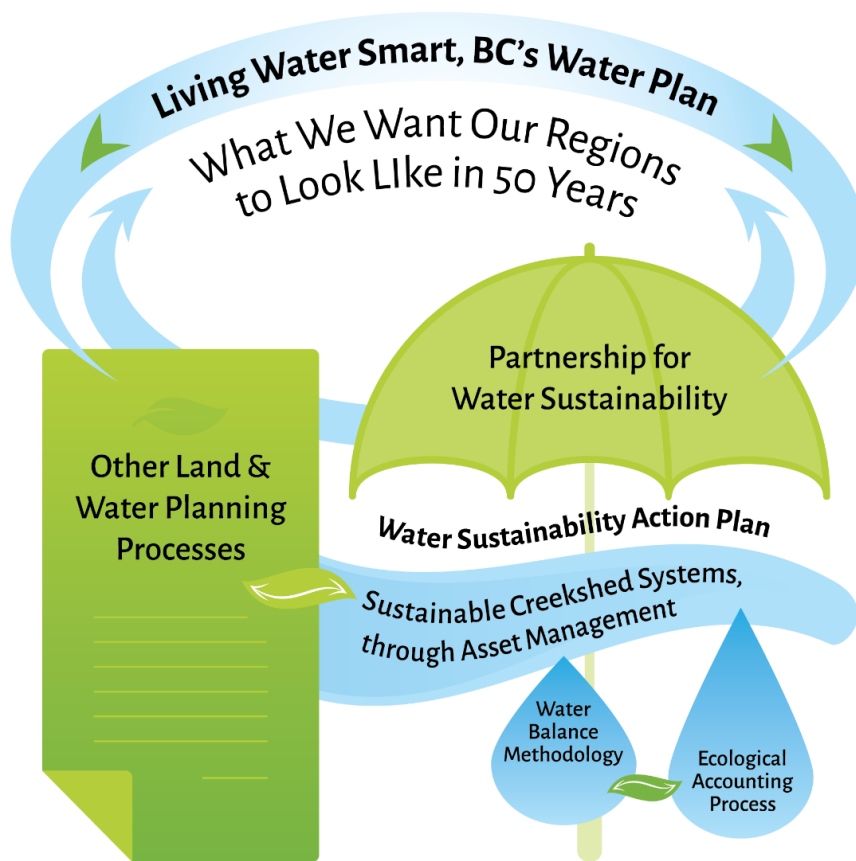 Living Water Smart, BC's Water Plan
What We Want Our Regions
to Look LIke in 50 Years
Other Land &
Water Planning
Processes
Partnership for
Water Sustainability
Water Sustainability Action Plan
Sustainable Creekshed Systems,
through Asset Management
Water
Balance
Methodology
Ecological
Accounting
Process